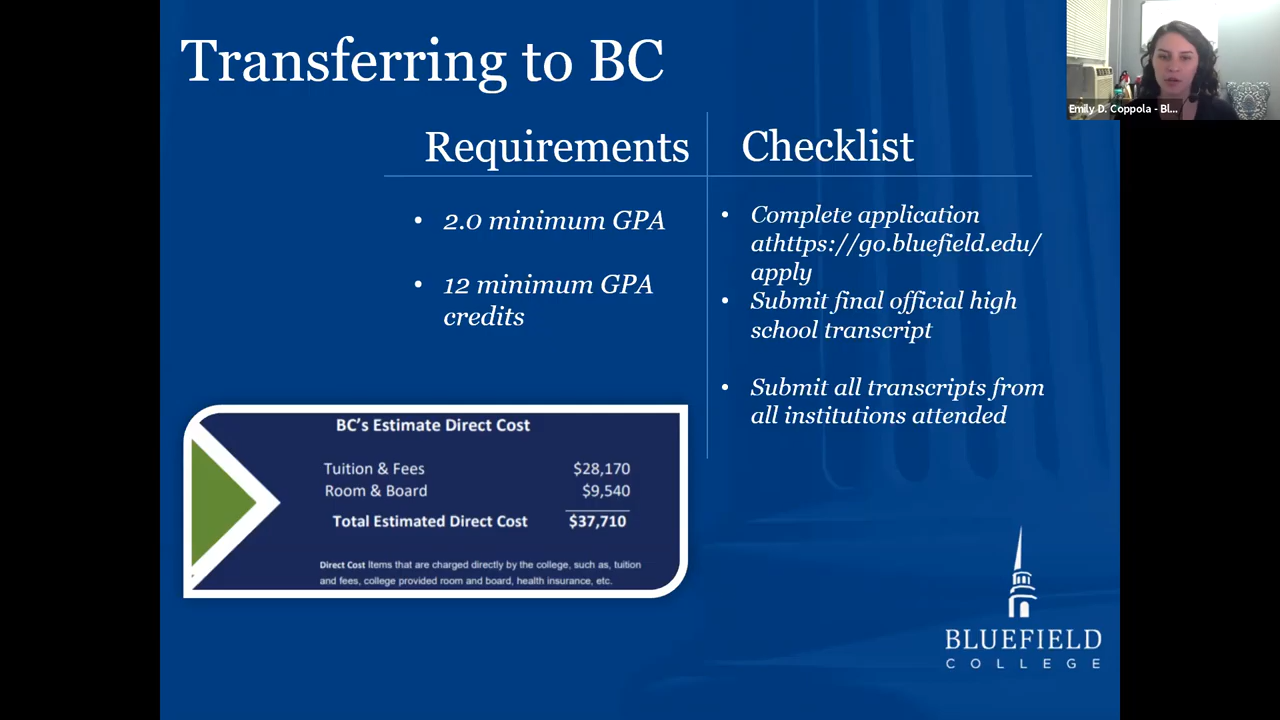 Transferring to BC
Requirements
• 2.0 minimum GPA
• 12 minimum GPA
credits
Checklist
• Complete application
athttps://go.bluefield.edu/
apply
• Submit final official high
school transcript
• Submit all transcripts from
all institutions attended
BC's Estimate Direct Cost
Tuition & Fees $28,170
Room & Board $9,540
Total Estimated Direct Cost $37,710
Direct Cost Items that are charged directly by the college, such as, tuition
and fees, college provided room and board, health insurance, etc.
BLUEFIELD
COLLEGE
Emily D. Coppola - Bl...